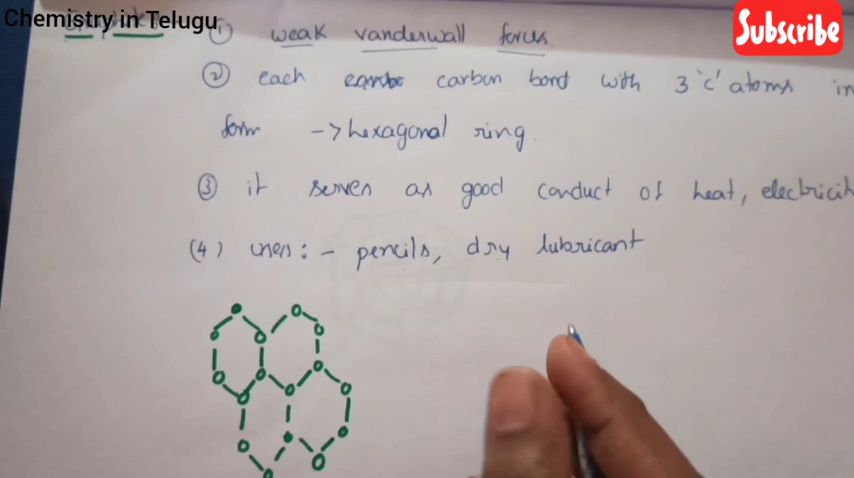 Chemistry in Telugu
Subscribe
① weak vanderwall forces.
② each carbon bond with 3 'c' atoms in
form -> hexagonal ring.
③ it serves as good conduct of heat, electricit
(4) uses: - pencils, dry lubricant